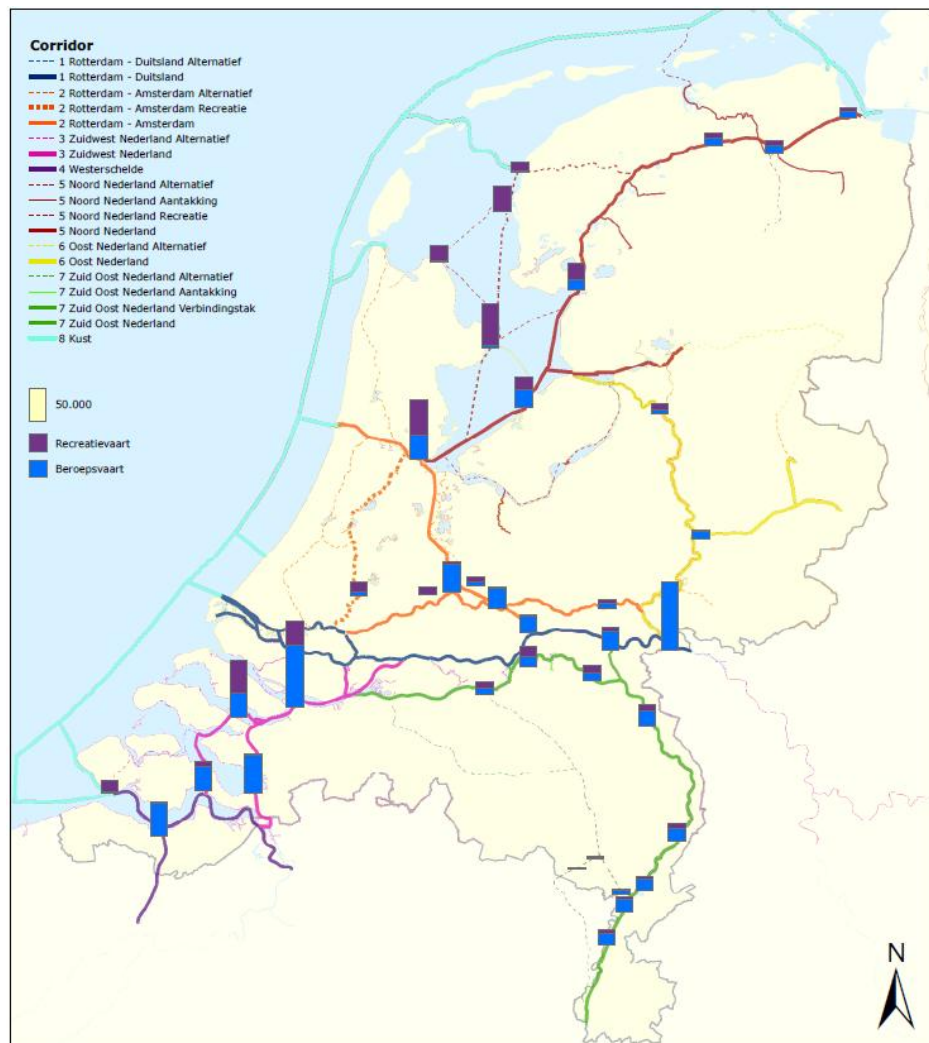 Corridor
1 Rotterdam - Duitsland Alternatief
1 Rotterdam - Duitsland
2 Rotterdam - Amsterdam Alternatief
2 Rotterdam - Amsterdam Recreatie
2 Rotterdam - Amsterdam
3 Zuidwest Nederland Alternatief
3 Zuidwest Nederland
4 Westerschelde
5 Noord Nederland Alternatief
5 Noord Nederland Aantakking
5 Noord Nederland Recreatie
5 Noord Nederland
6 Oost Nederland Alternatief
6 Oost Nederland
7 Zuid Oost Nederland Alternatief
7 Zuid Oost Nederland Aantakking
7 Zuid Oost Nederland Verbindingstak
7 Zuid Oost Nederland
8 Kust
50.000
Recreatievaart
Beroepsvaart
N